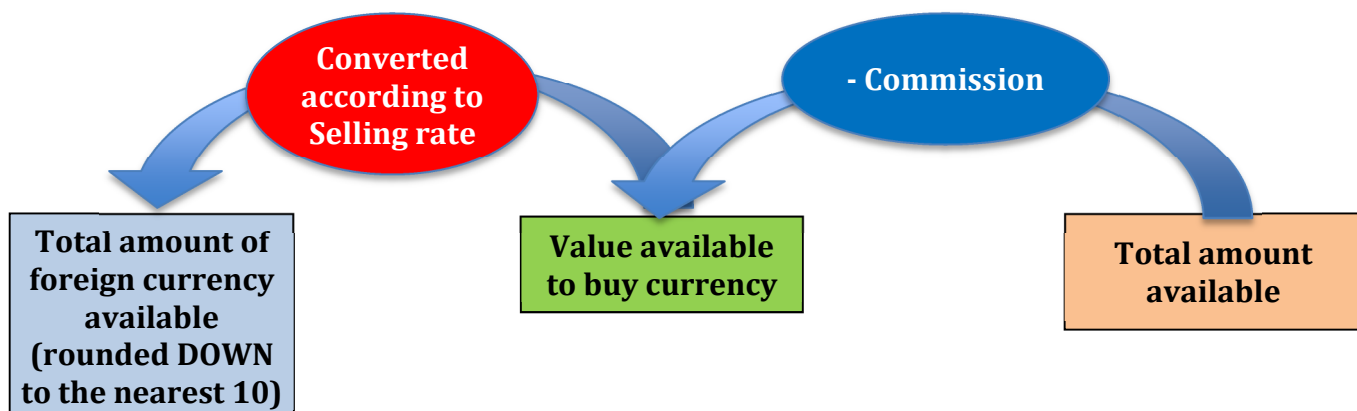 Converted
according to
Selling rate
- Commission
Total amount of
foreign currency
available
(rounded DOWN
to the nearest 10)
Value available
to buy currency
Total amount
available